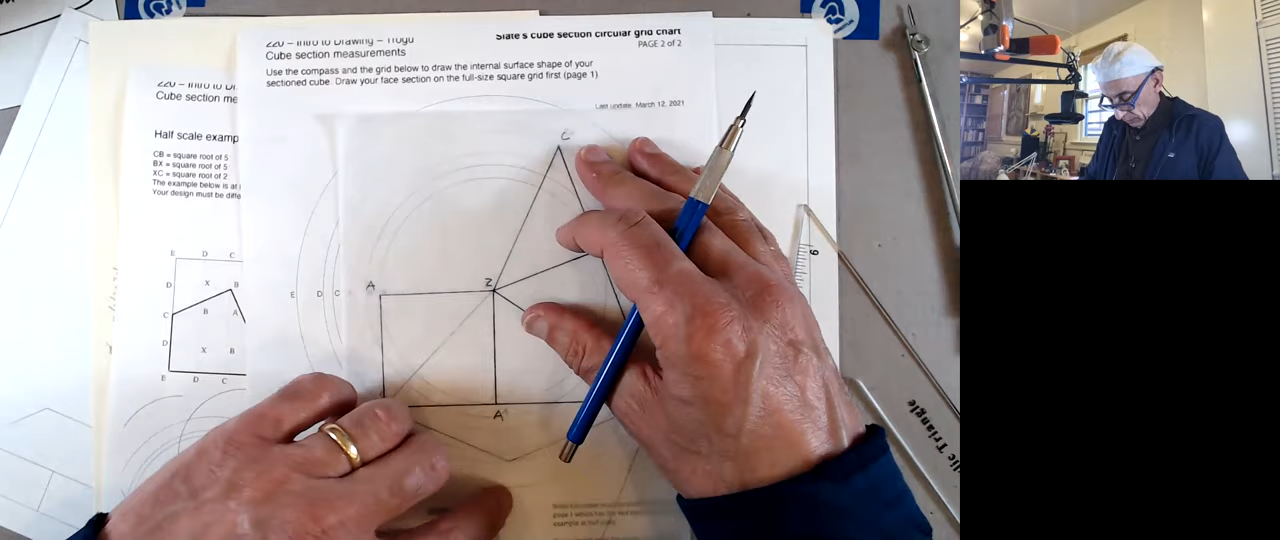 Slate's cube section circular grid chart
PAGE 2 of 2
220 – Intro to Drawing – Trogu
Cube section measurements
Use the compass and the grid below to draw the internal surface shape of your
sectioned cube. Draw your face section on the full-size square grid first (page 1)
Last update, March 12, 2021
220 – Intro to Dr
Cube section me
Half scale examp
CB = square root of 5
BX = square root of 5
XC = square root of 2
The example below is at
Your design must be diffe
E D C
D X B
C B A
D X B
E D C
E D C
C
A Z
A'
6
Triangle